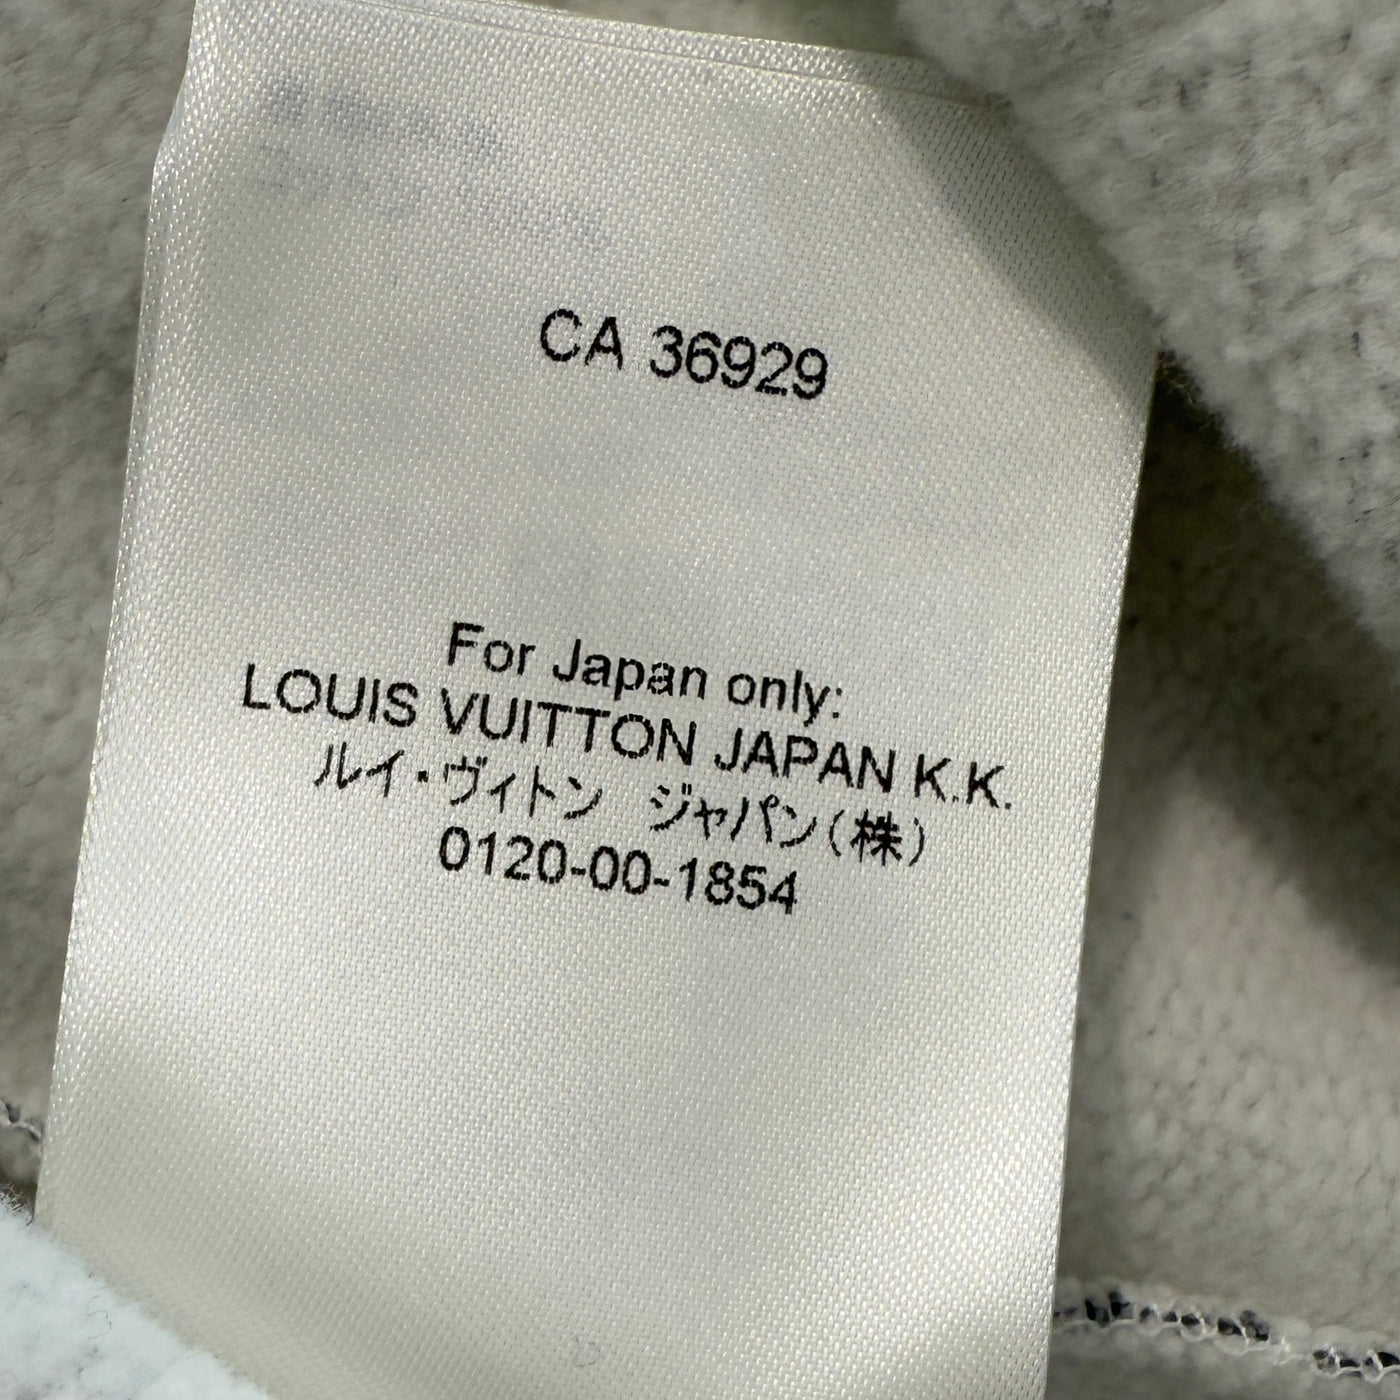 CA 36929
For Japan only:
LOUIS VUITTON JAPAN K.K.
ルイ・ヴィトン ジャパン(株)
0120-00-1854